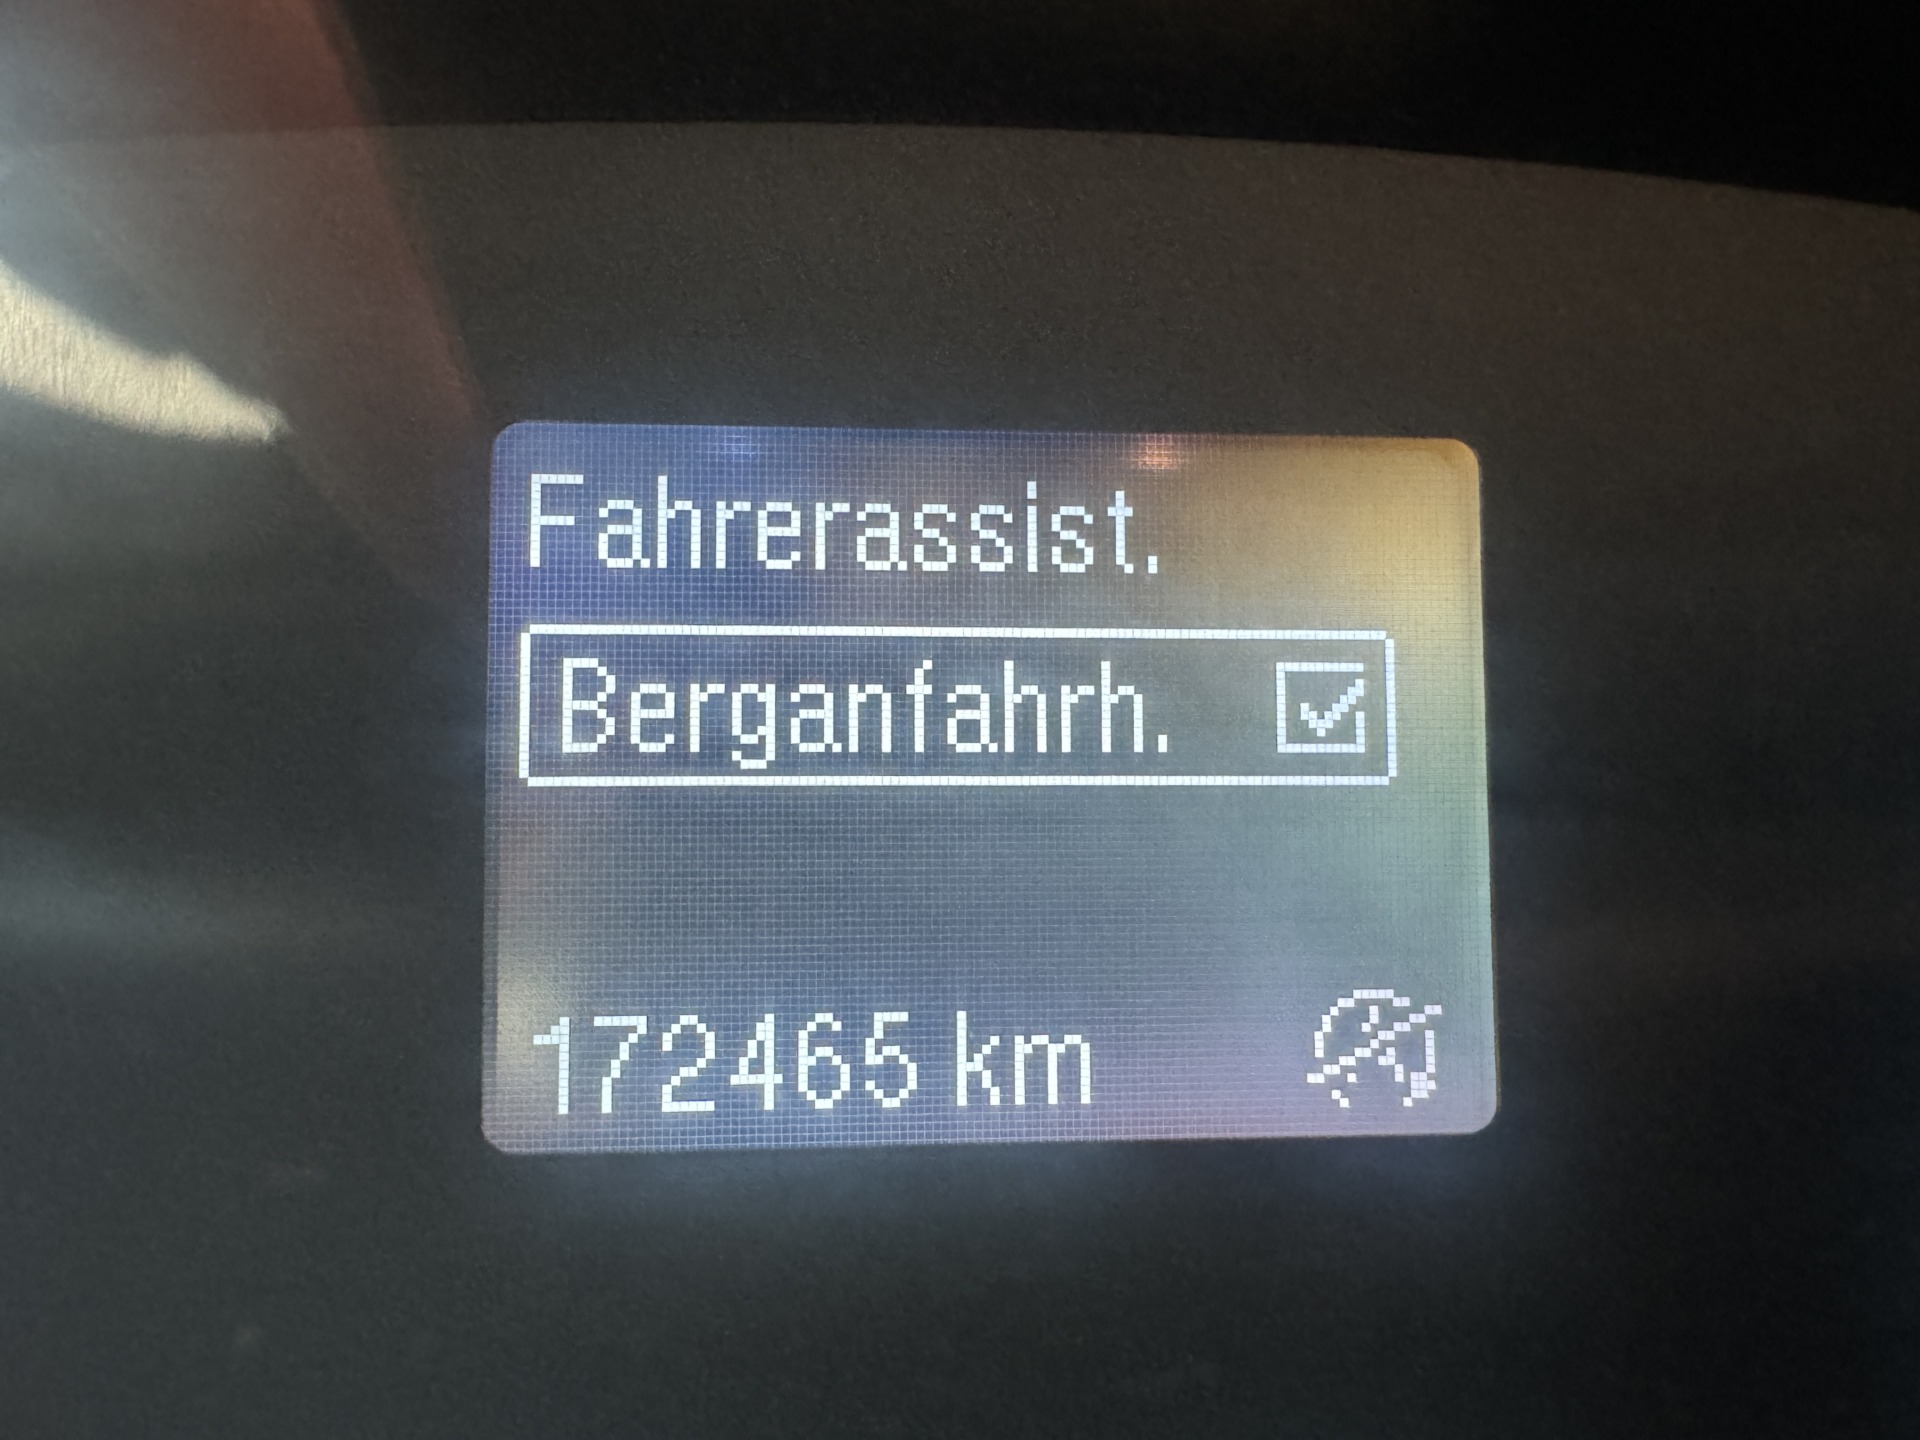 Fahrerassist.
Berganfahrh.
172465 km